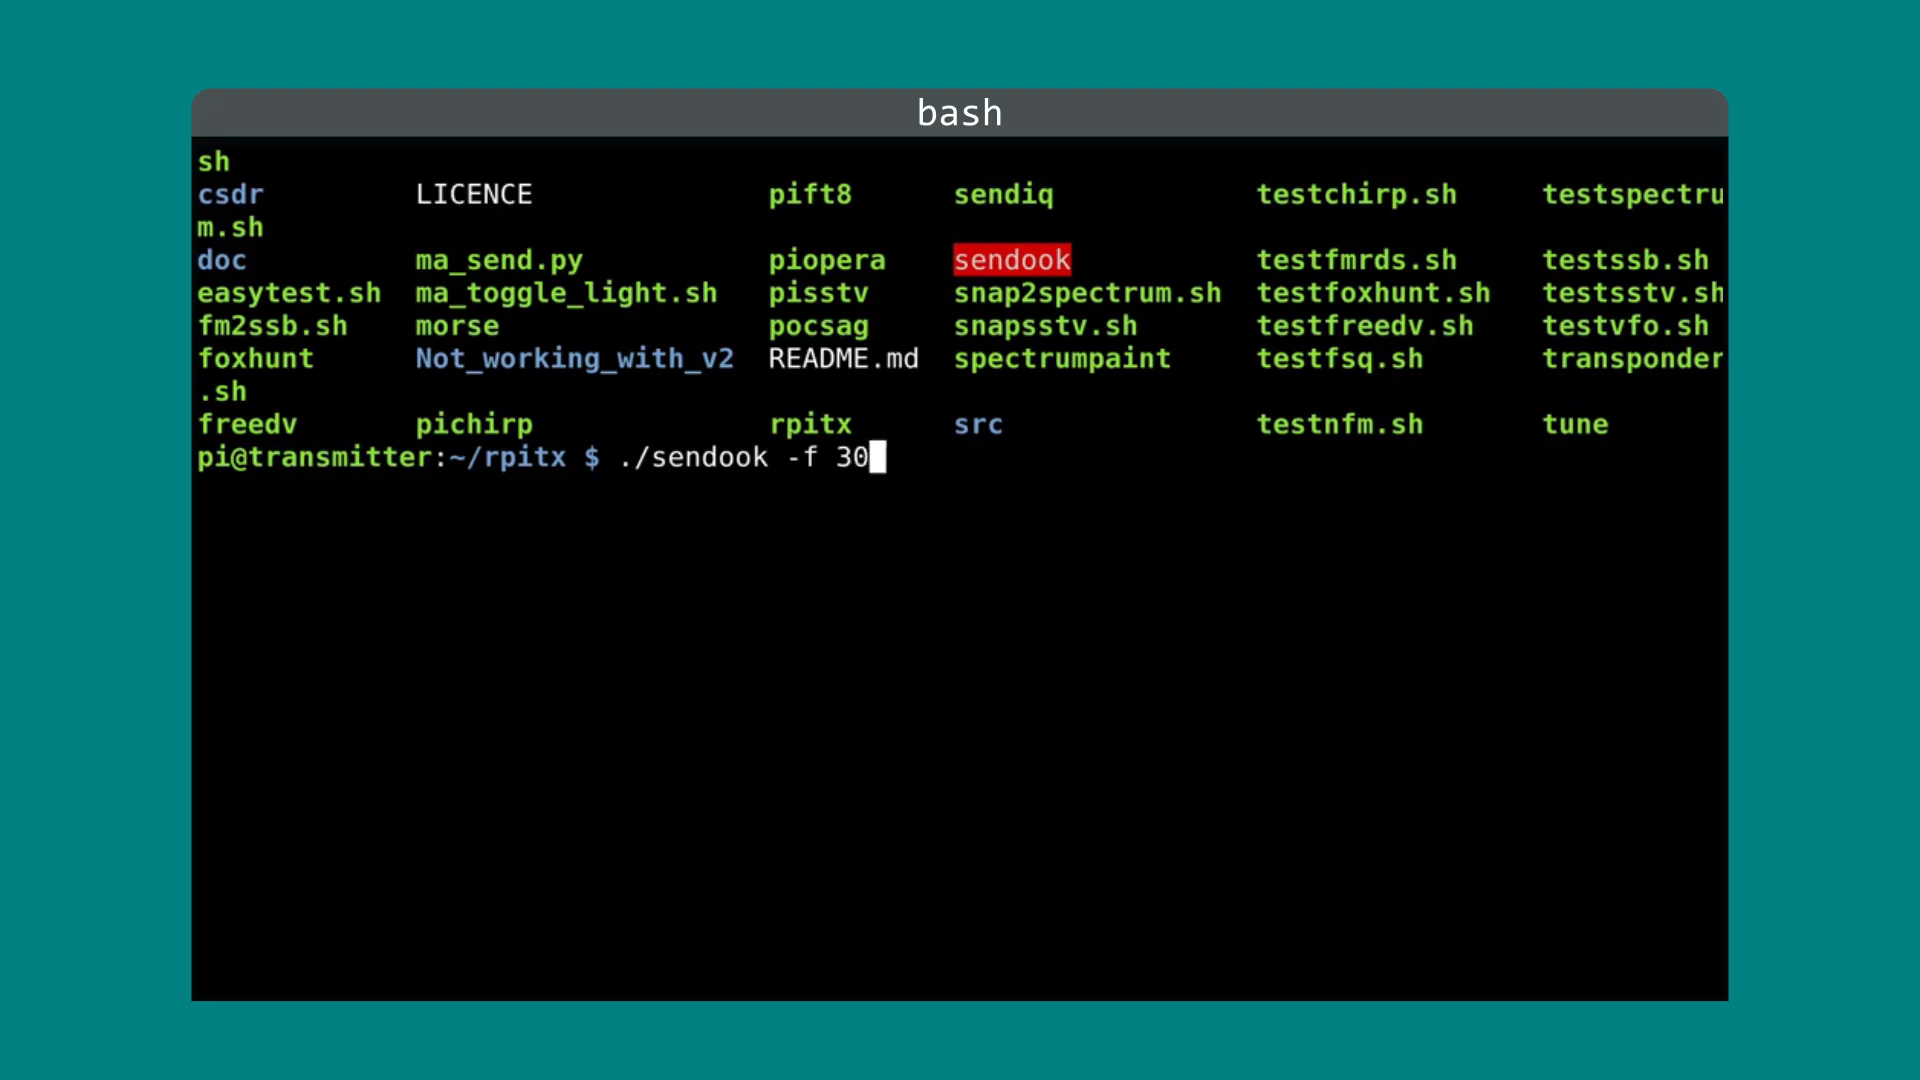 bash
sh
csdr LICENCE pift8 sendiq testchirp.sh testspectru
m.sh
doc ma_send.py piopera sendook testfmrds.sh testssb.sh
easytest.sh ma_toggle_light.sh pisstv snap2spectrum.sh testfoxhunt.sh testsstv.sh
fm2ssb.sh morse pocsag snapsstv.sh testfreedv.sh testvfo.sh
foxhunt Not_working_with_v2 README.md spectrumpaint testfsq.sh transponder
.sh
freedv pichirp rpitx src testnfm.sh tune
pi@transmitter:~/rpitx $ ./sendook -f 30